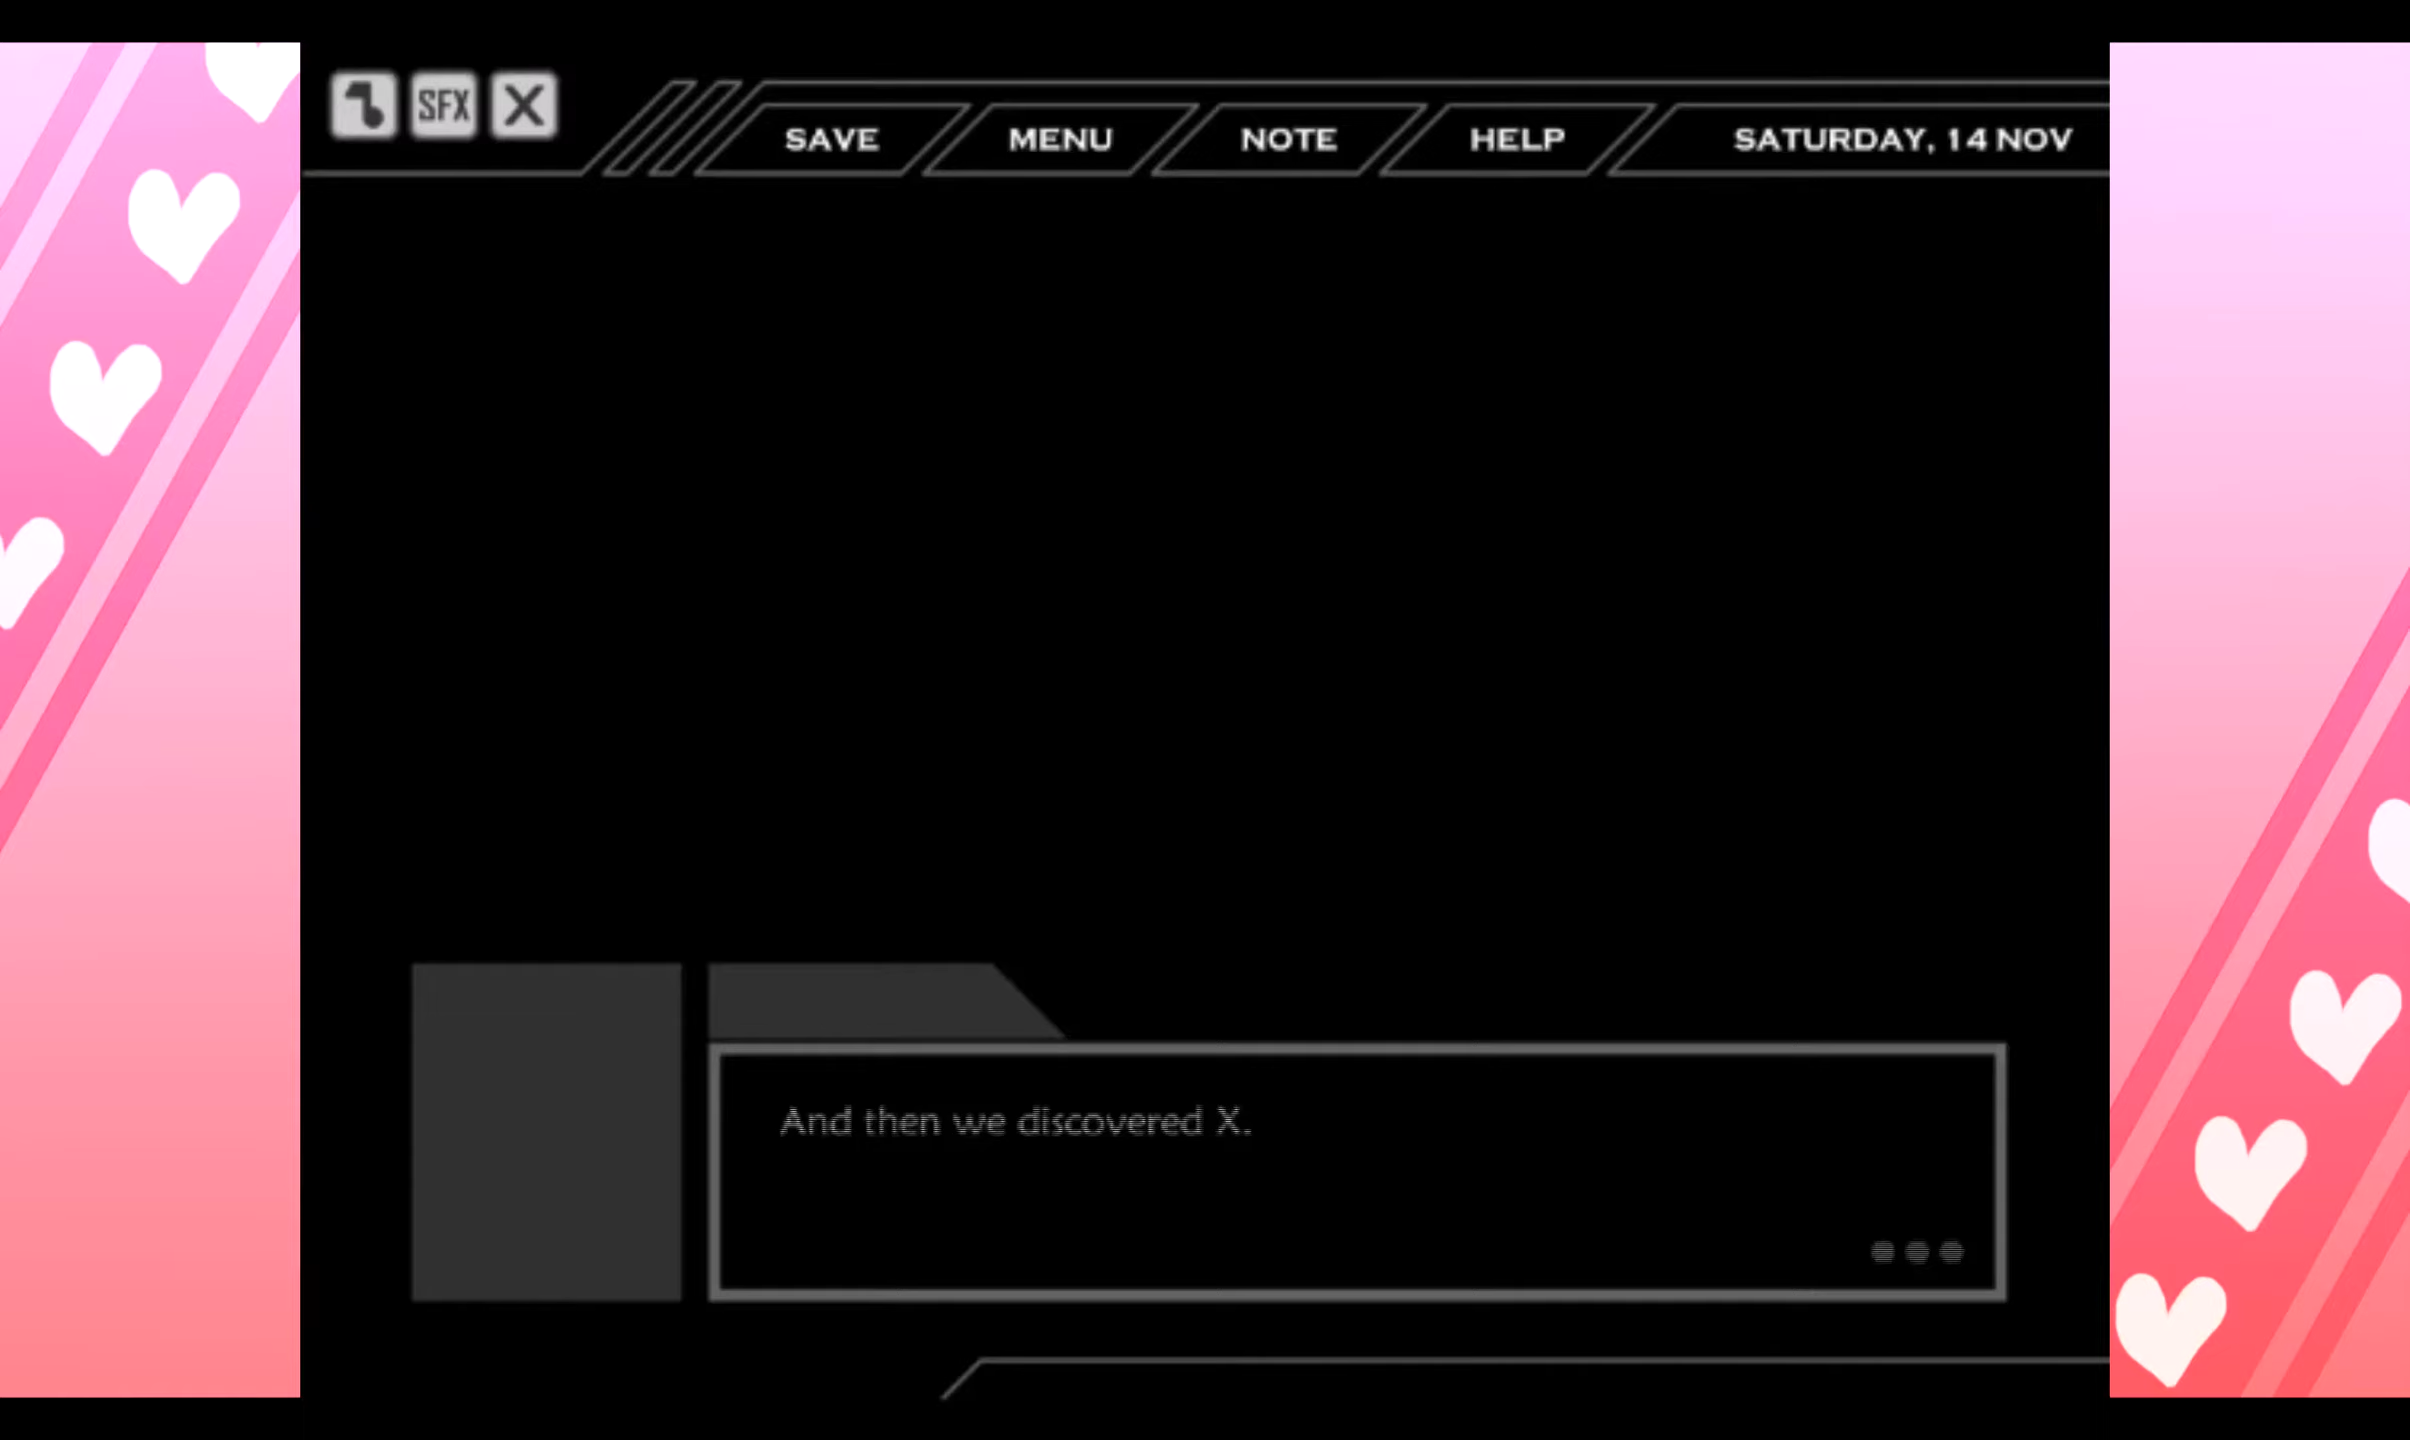 SFX X
SAVE MENU NOTE HELP SATURDAY, 14 NOV
And then we discovered X.